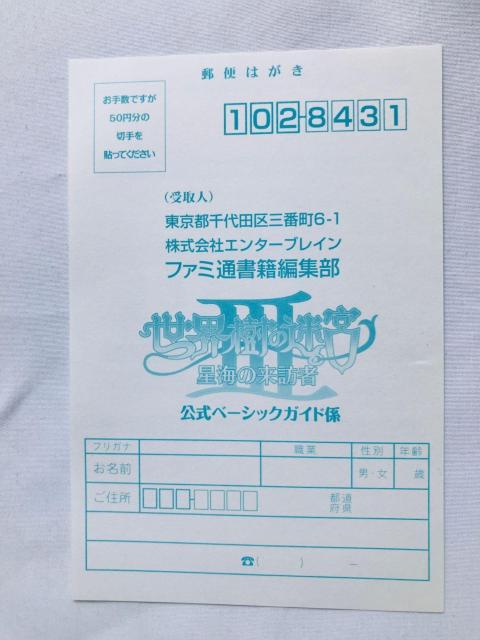 郵便はがき
お手数ですが
50円分の
切手を
貼ってください
102-8431
（受取人）
東京都千代田区三番町6-1
株式会社エンターブレイン
ファミ通書籍編集部
世界樹の迷宮
III
星海の来訪者
公式ベーシックガイド係
フリガナ
職業
性別
年齢
お名前
男・女
歳
ご住所
都道
府県
☎（　　）　－